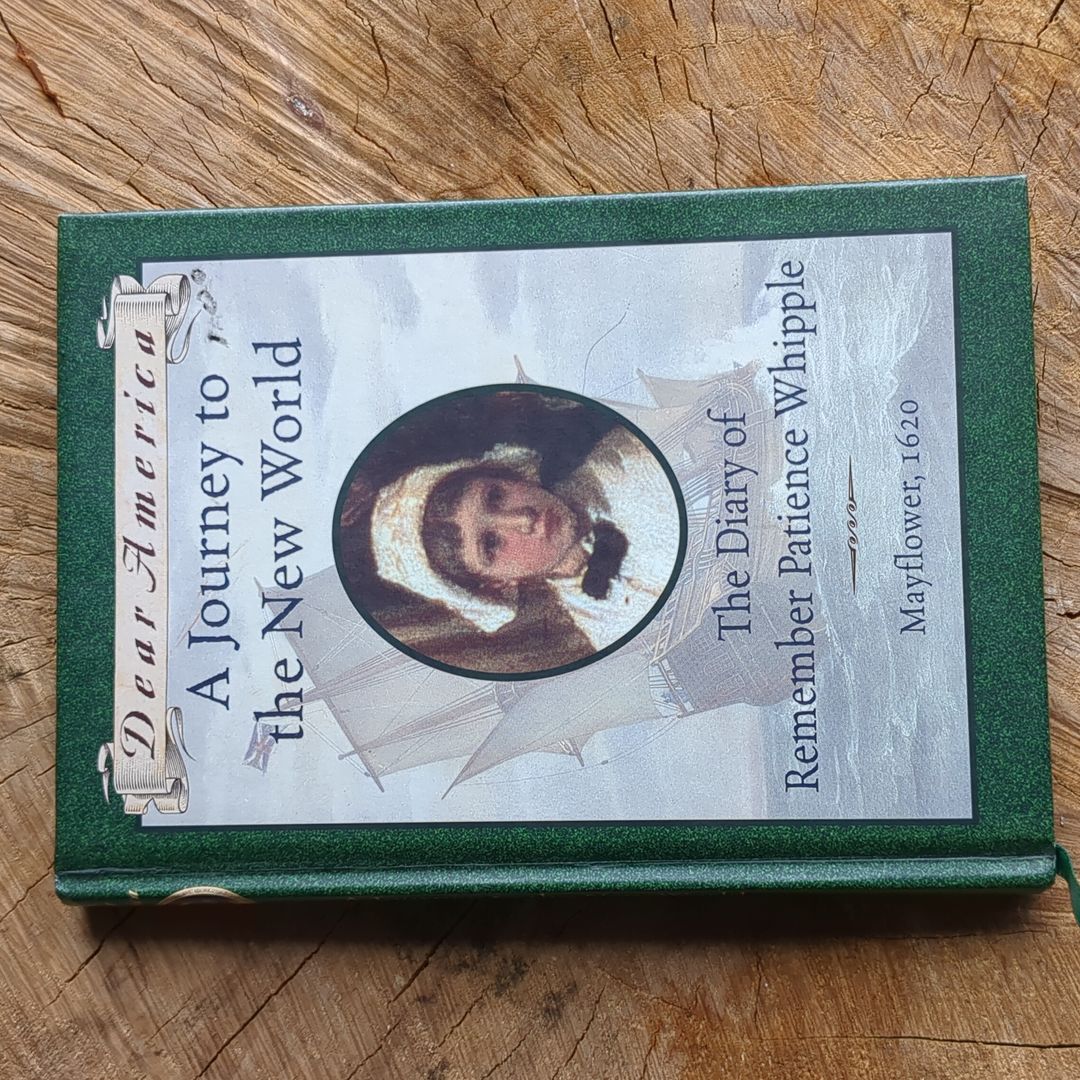 Dear America
A Journey to
the New World
The Diary of
Remember Patience Whipple
Mayflower, 1620